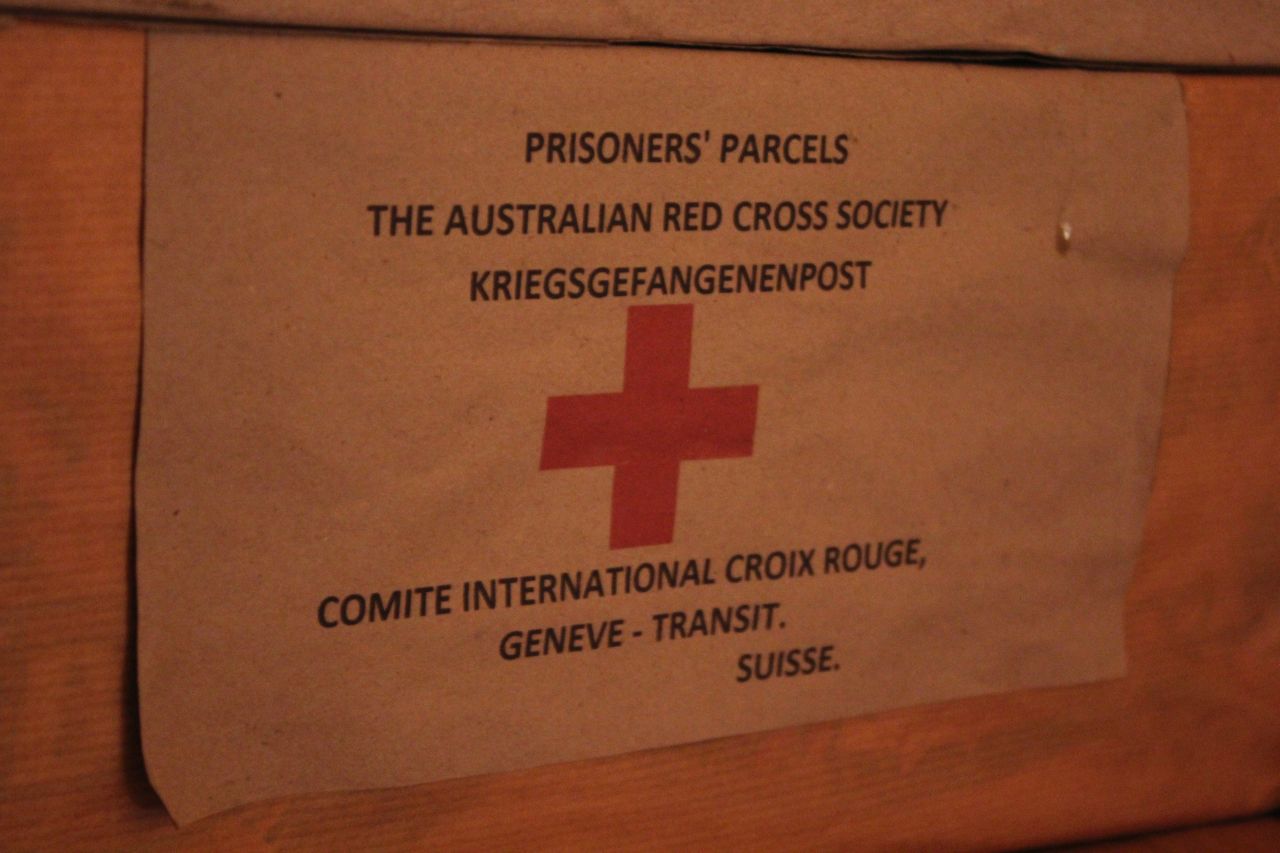 PRISONERS' PARCELS
THE AUSTRALIAN RED CROSS SOCIETY
KRIEGSGEFANGENENPOST
COMITE INTERNATIONAL CROIX ROUGE,
GENEVE - TRANSIT.
SUISSE.